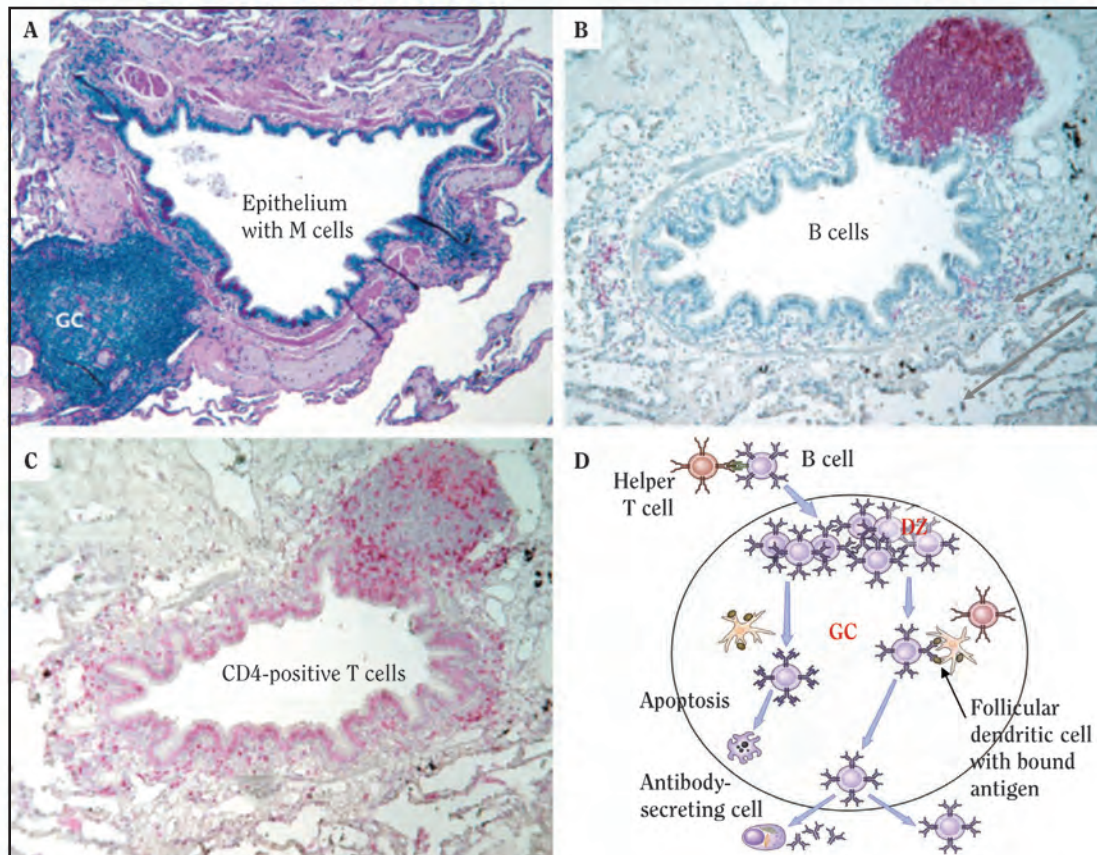 A
Epithelium
with M cells
GC
B
B cells
C
CD4-positive T cells
D
B cell
Helper
T cell
DZ
GC
Apoptosis
Follicular
dendritic cell
with bound
antigen
Antibody-
secreting cell